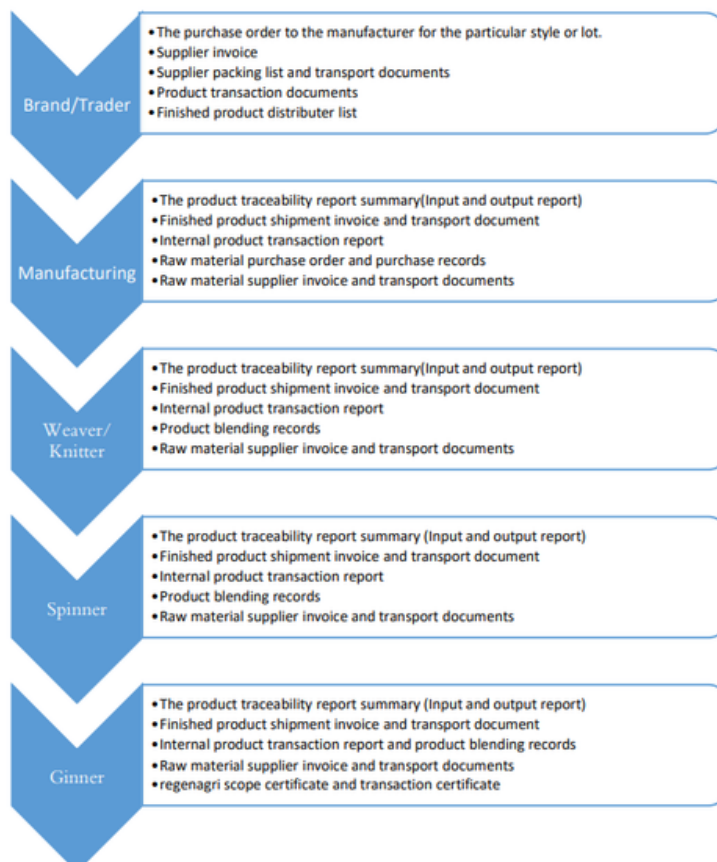 Brand/Trader
•The purchase order to the manufacturer for the particular style or lot.
•Supplier invoice
•Supplier packing list and transport documents
•Product transaction documents
•Finished product distributer list
Manufacturing
•The product traceability report summary(Input and output report)
•Finished product shipment invoice and transport document
•Internal product transaction report
•Raw material purchase order and purchase records
•Raw material supplier invoice and transport documents
Weaver/
Knitter
•The product traceability report summary(Input and output report)
•Finished product shipment invoice and transport document
•Internal product transaction report
•Product blending records
•Raw material supplier invoice and transport documents
Spinner
•The product traceability report summary (Input and output report)
•Finished product shipment invoice and transport document
•Internal product transaction report
•Product blending records
•Raw material supplier invoice and transport documents
Ginner
•The product traceability report summary (Input and output report)
•Finished product shipment invoice and transport document
•Internal product transaction report and product blending records
•Raw material supplier invoice and transport documents
•regenagri scope certificate and transaction certificate